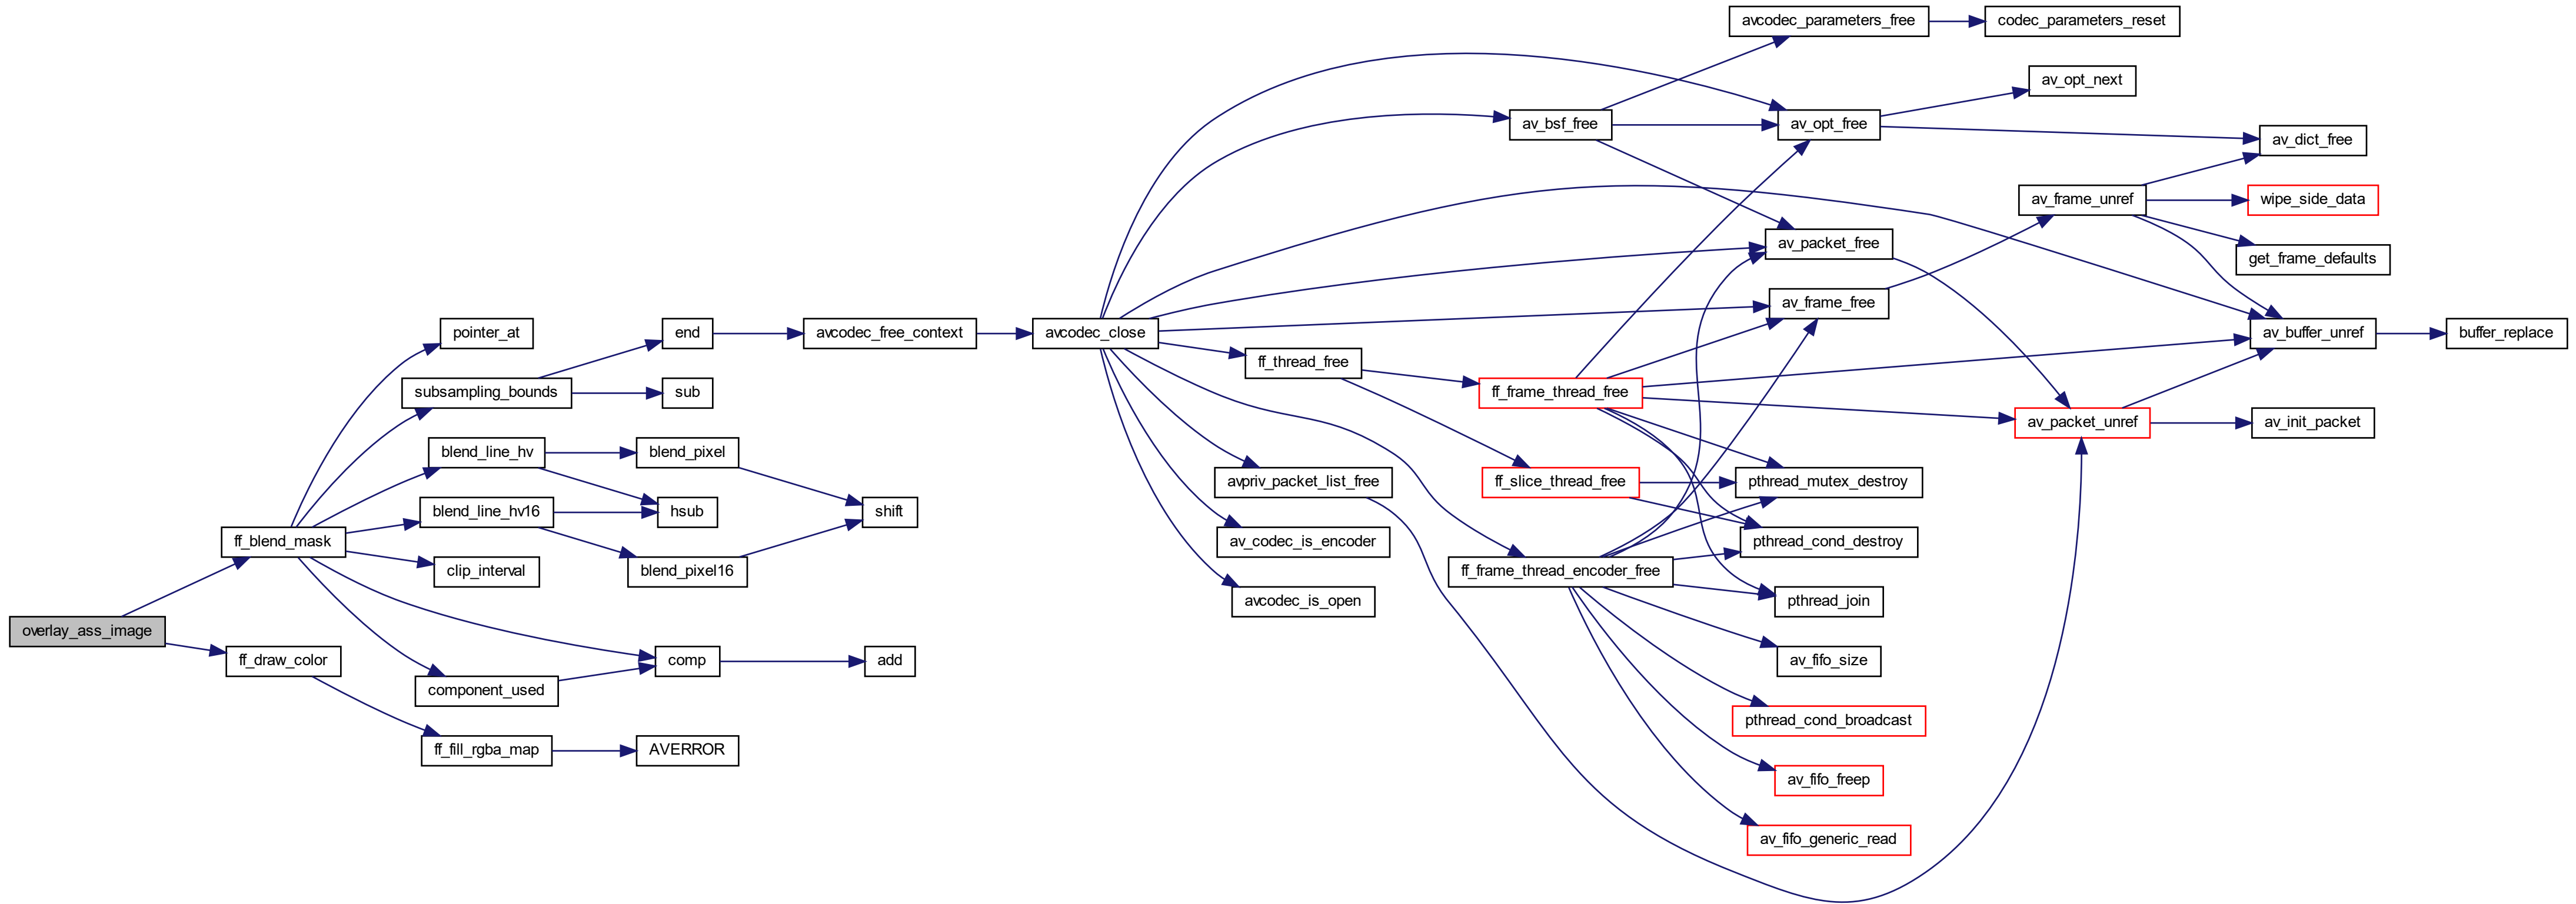 overlay_ass_image
ff_blend_mask
ff_draw_color
pointer_at
subsampling_bounds
blend_line_hv
blend_line_hv16
clip_interval
component_used
ff_fill_rgba_map
end
sub
blend_pixel
hsub
blend_pixel16
comp
AVERROR
avcodec_free_context
shift
add
avcodec_close
ff_thread_free
avpriv_packet_list_free
av_codec_is_encoder
avcodec_is_open
av_bsf_free
ff_frame_thread_free
ff_slice_thread_free
ff_frame_thread_encoder_free
avcodec_parameters_free
av_opt_free
av_packet_free
av_frame_free
pthread_mutex_destroy
pthread_cond_destroy
pthread_join
av_fifo_size
pthread_cond_broadcast
av_fifo_freep
av_fifo_generic_read
codec_parameters_reset
av_opt_next
av_frame_unref
av_packet_unref
av_dict_free
wipe_side_data
get_frame_defaults
av_buffer_unref
av_init_packet
buffer_replace